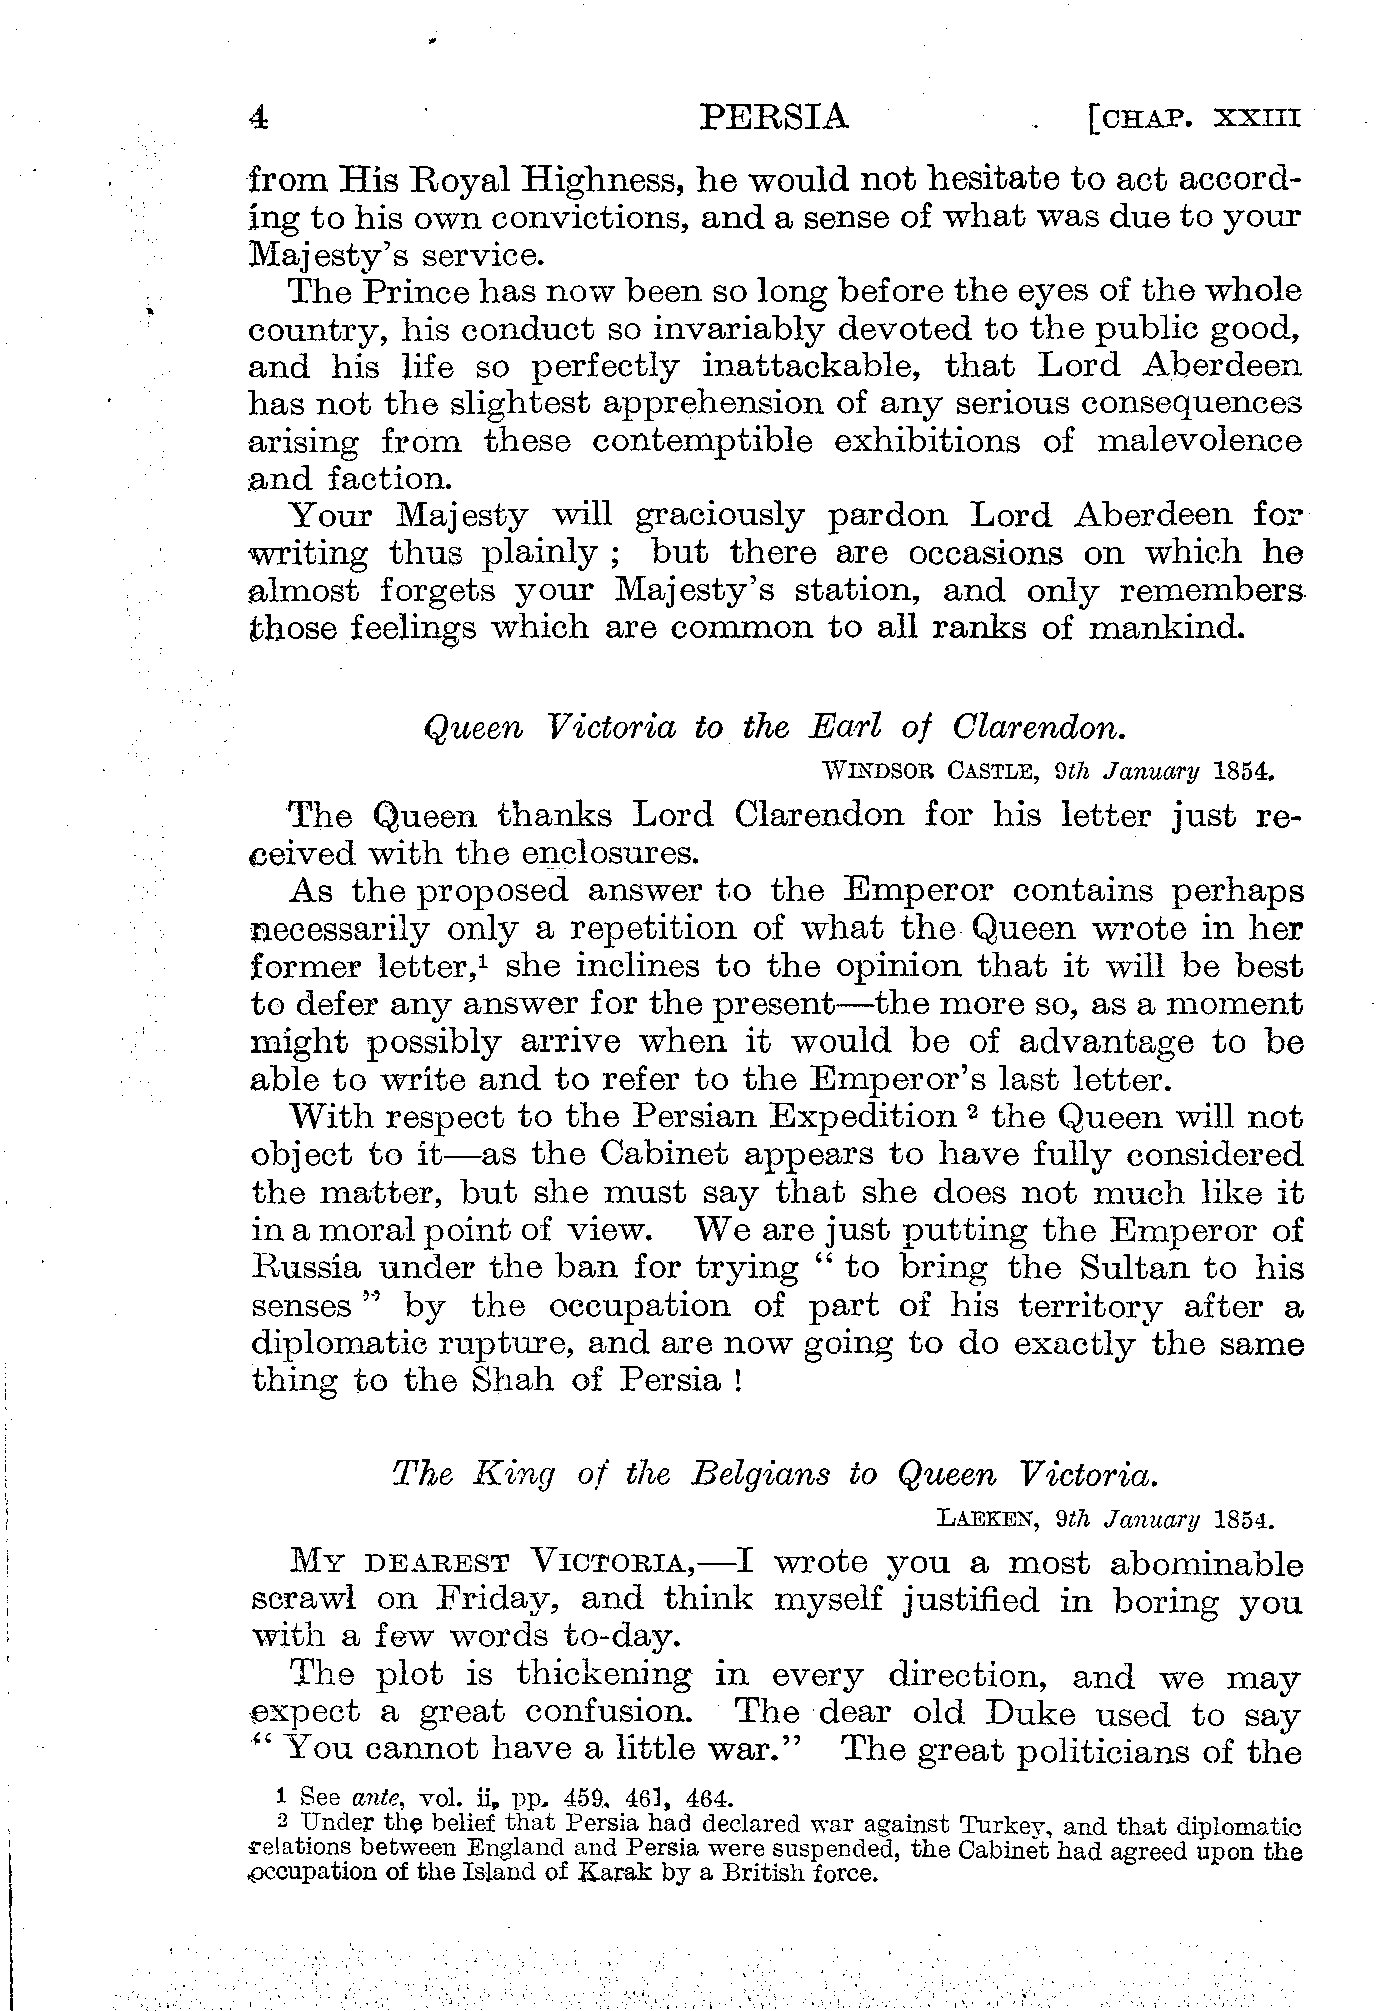 4 PERSIA [CHAP. XXIII
from His Royal Highness, he would not hesitate to act accord-
ing to his own convictions, and a sense of what was due to your
Majesty's service.
The Prince has now been so long before the eyes of the whole
country, his conduct so invariably devoted to the public good,
and his life so perfectly inattackable, that Lord Aberdeen
has not the slightest apprehension of any serious consequences
arising from these contemptible exhibitions of malevolence
and faction.
Your Majesty will graciously pardon Lord Aberdeen for
writing thus plainly ; but there are occasions on which he
almost forgets your Majesty's station, and only remembers
those feelings which are common to all ranks of mankind.
Queen Victoria to the Earl of Clarendon.
WINDSOR CASTLE, 9th January 1854.
The Queen thanks Lord Clarendon for his letter just re-
ceived with the enclosures.
As the proposed answer to the Emperor contains perhaps
necessarily only a repetition of what the Queen wrote in her
former letter,¹ she inclines to the opinion that it will be best
to defer any answer for the present—the more so, as a moment
might possibly arrive when it would be of advantage to be
able to write and to refer to the Emperor's last letter.
With respect to the Persian Expedition ² the Queen will not
object to it—as the Cabinet appears to have fully considered
the matter, but she must say that she does not much like it
in a moral point of view. We are just putting the Emperor of
Russia under the ban for trying “ to bring the Sultan to his
senses ” by the occupation of part of his territory after a
diplomatic rupture, and are now going to do exactly the same
thing to the Shah of Persia !
The King of the Belgians to Queen Victoria.
LAEKEN, 9th January 1854.
MY DEAREST VICTORIA,—I wrote you a most abominable
scrawl on Friday, and think myself justified in boring you
with a few words to-day.
The plot is thickening in every direction, and we may
expect a great confusion. The dear old Duke used to say
“ You cannot have a little war.” The great politicians of the
1 See ante, vol. ii, pp. 459, 461, 464.
2 Under the belief that Persia had declared war against Turkey, and that diplomatic
relations between England and Persia were suspended, the Cabinet had agreed upon the
occupation of the Island of Karak by a British force.